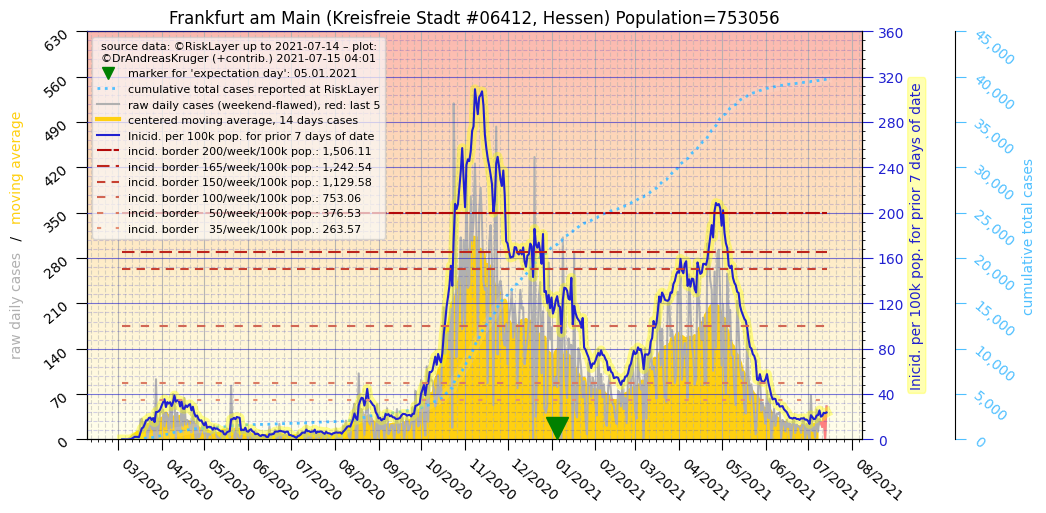 Frankfurt am Main (Kreisfreie Stadt #06412, Hessen) Population=753056
source data: ©RiskLayer up to 2021-07-14 – plot:
©DrAndreasKruger (+contrib.) 2021-07-15 04:01
marker for 'expectation day': 05.01.2021
cumulative total cases reported at RiskLayer
raw daily cases (weekend-flawed), red: last 5
centered moving average, 14 days cases
Inicid. per 100k pop. for prior 7 days of date
incid. border 200/week/100k pop.: 1,506.11
incid. border 165/week/100k pop.: 1,242.54
incid. border 150/week/100k pop.: 1,129.58
incid. border 100/week/100k pop.: 753.06
incid. border   50/week/100k pop.: 376.53
incid. border   35/week/100k pop.: 263.57
raw daily cases   /   moving average
630
560
490
420
350
280
210
140
70
0
03/2020
04/2020
05/2020
06/2020
07/2020
08/2020
09/2020
10/2020
11/2020
12/2020
01/2021
02/2021
03/2021
04/2021
05/2021
06/2021
07/2021
08/2021
360
320
280
240
200
160
120
80
40
0
Inicid. per 100k pop. for prior 7 days of date
45,000
40,000
35,000
30,000
25,000
20,000
15,000
10,000
5,000
0
cumulative total cases